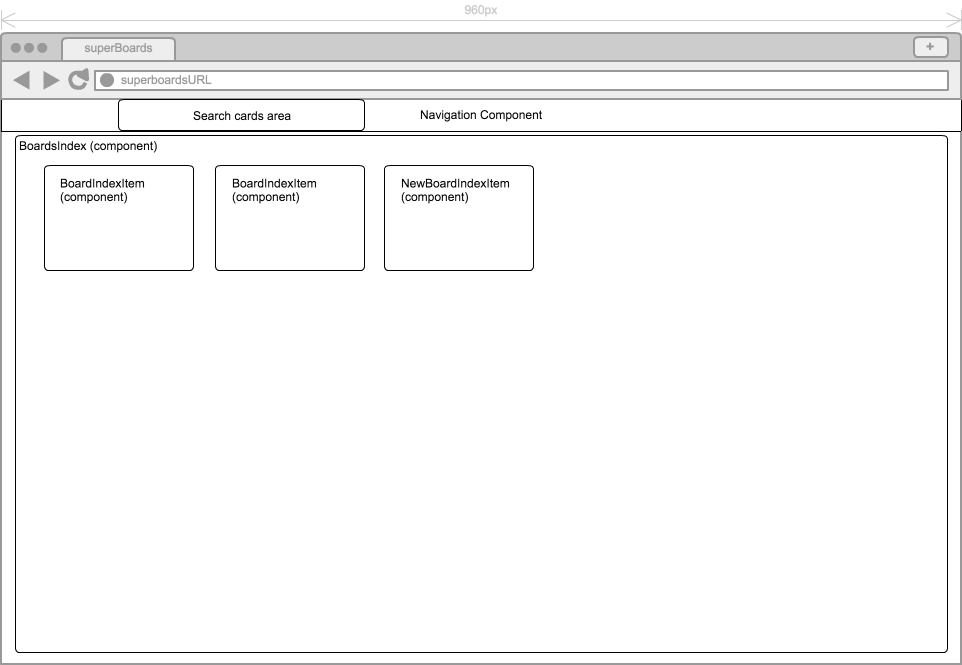 960px
superBoards
+
superboardsURL
Search cards area
Navigation Component
BoardsIndex (component)
BoardIndexItem
(component)
BoardIndexItem
(component)
NewBoardIndexItem
(component)